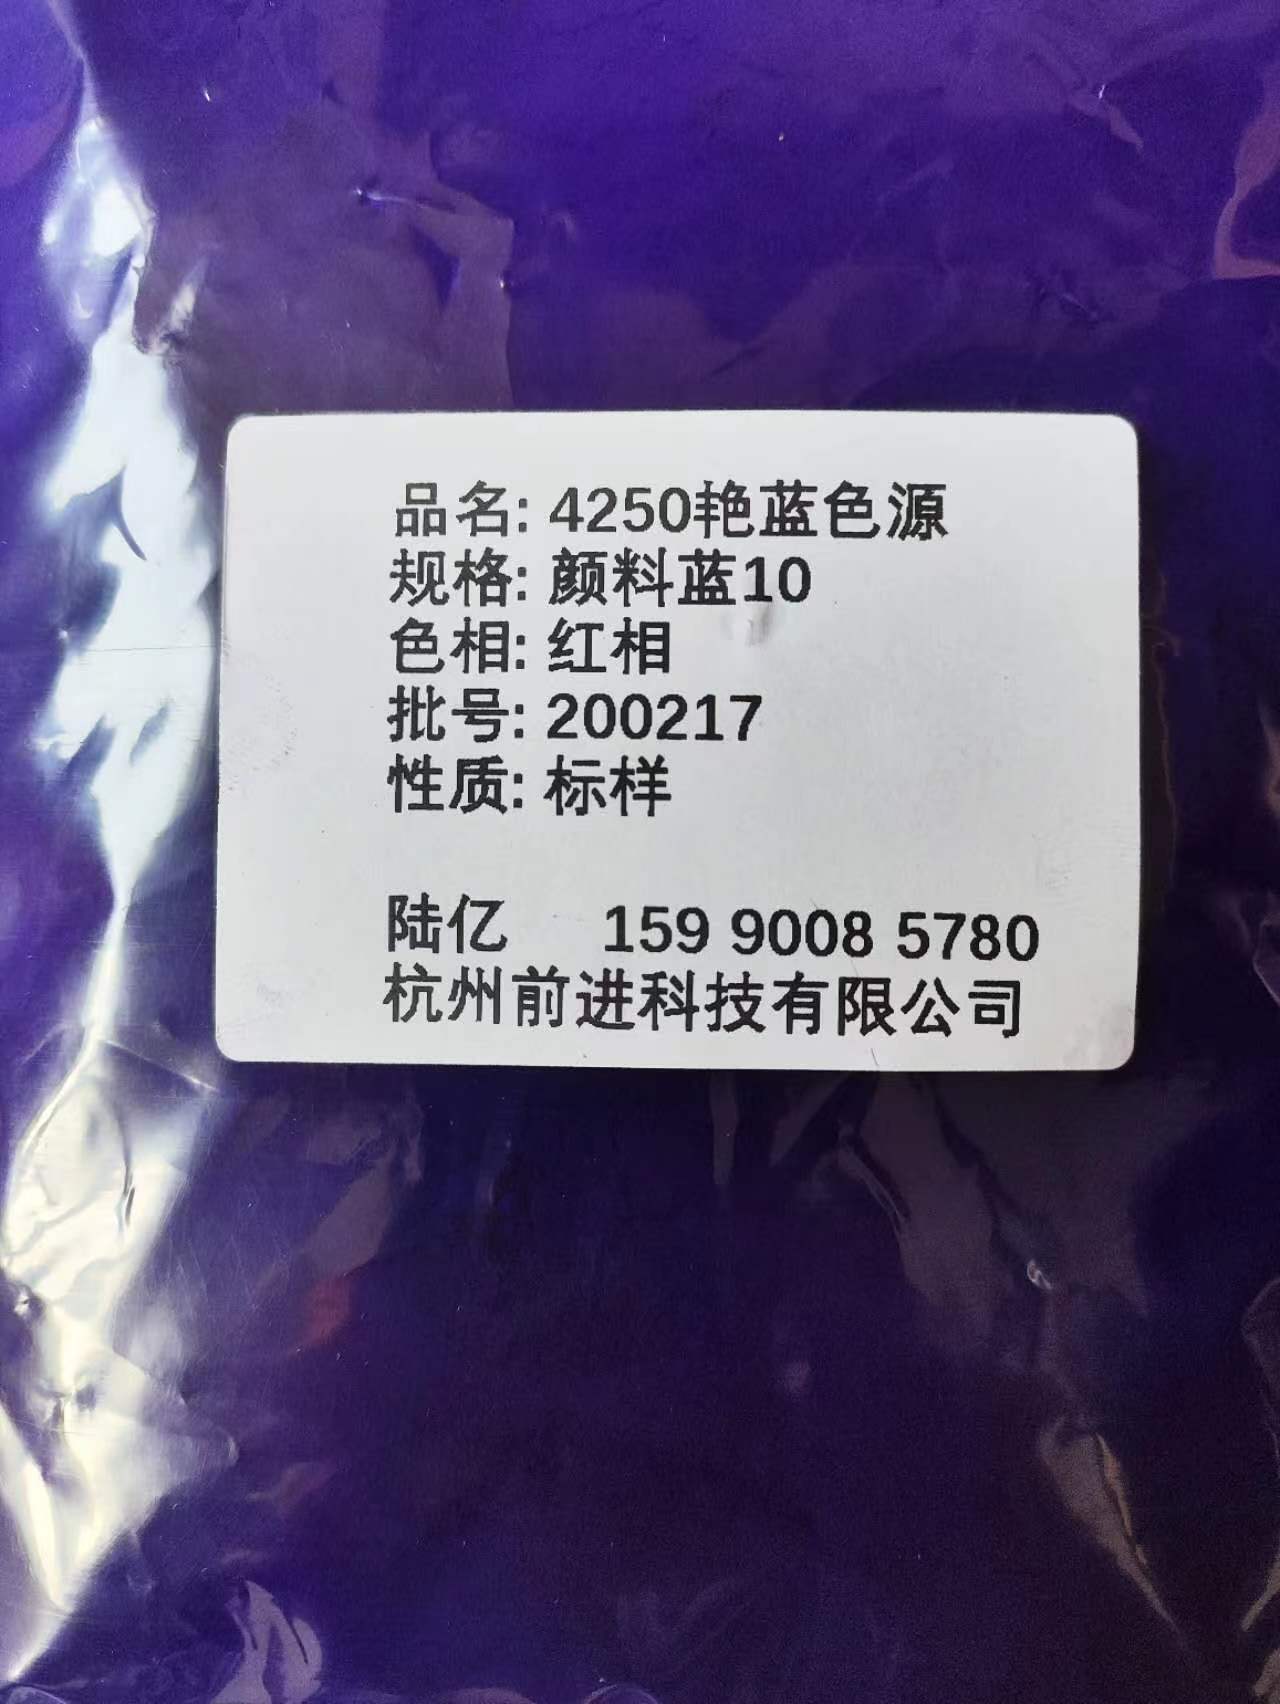 品名: 4250艳蓝色源
规格: 颜料蓝10
色相: 红相
批号: 200217
性质: 标样
陆亿 159 9008 5780
杭州前进科技有限公司